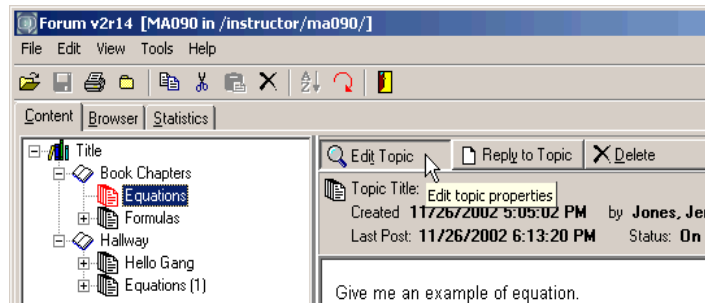 Forum v2r14 [MA090 in /instructor/ma090/]
File Edit View Tools Help
Content Browser Statistics
Title
Book Chapters
Equations
Formulas
Hallway
Hello Gang
Equations (1)
Edit Topic Reply to Topic Delete
Topic Title:
Edit topic properties
Created 11/26/2002 5:05:02 PM by Jones, Je
Last Post: 11/26/2002 6:13:20 PM Status: On
Give me an example of equation.